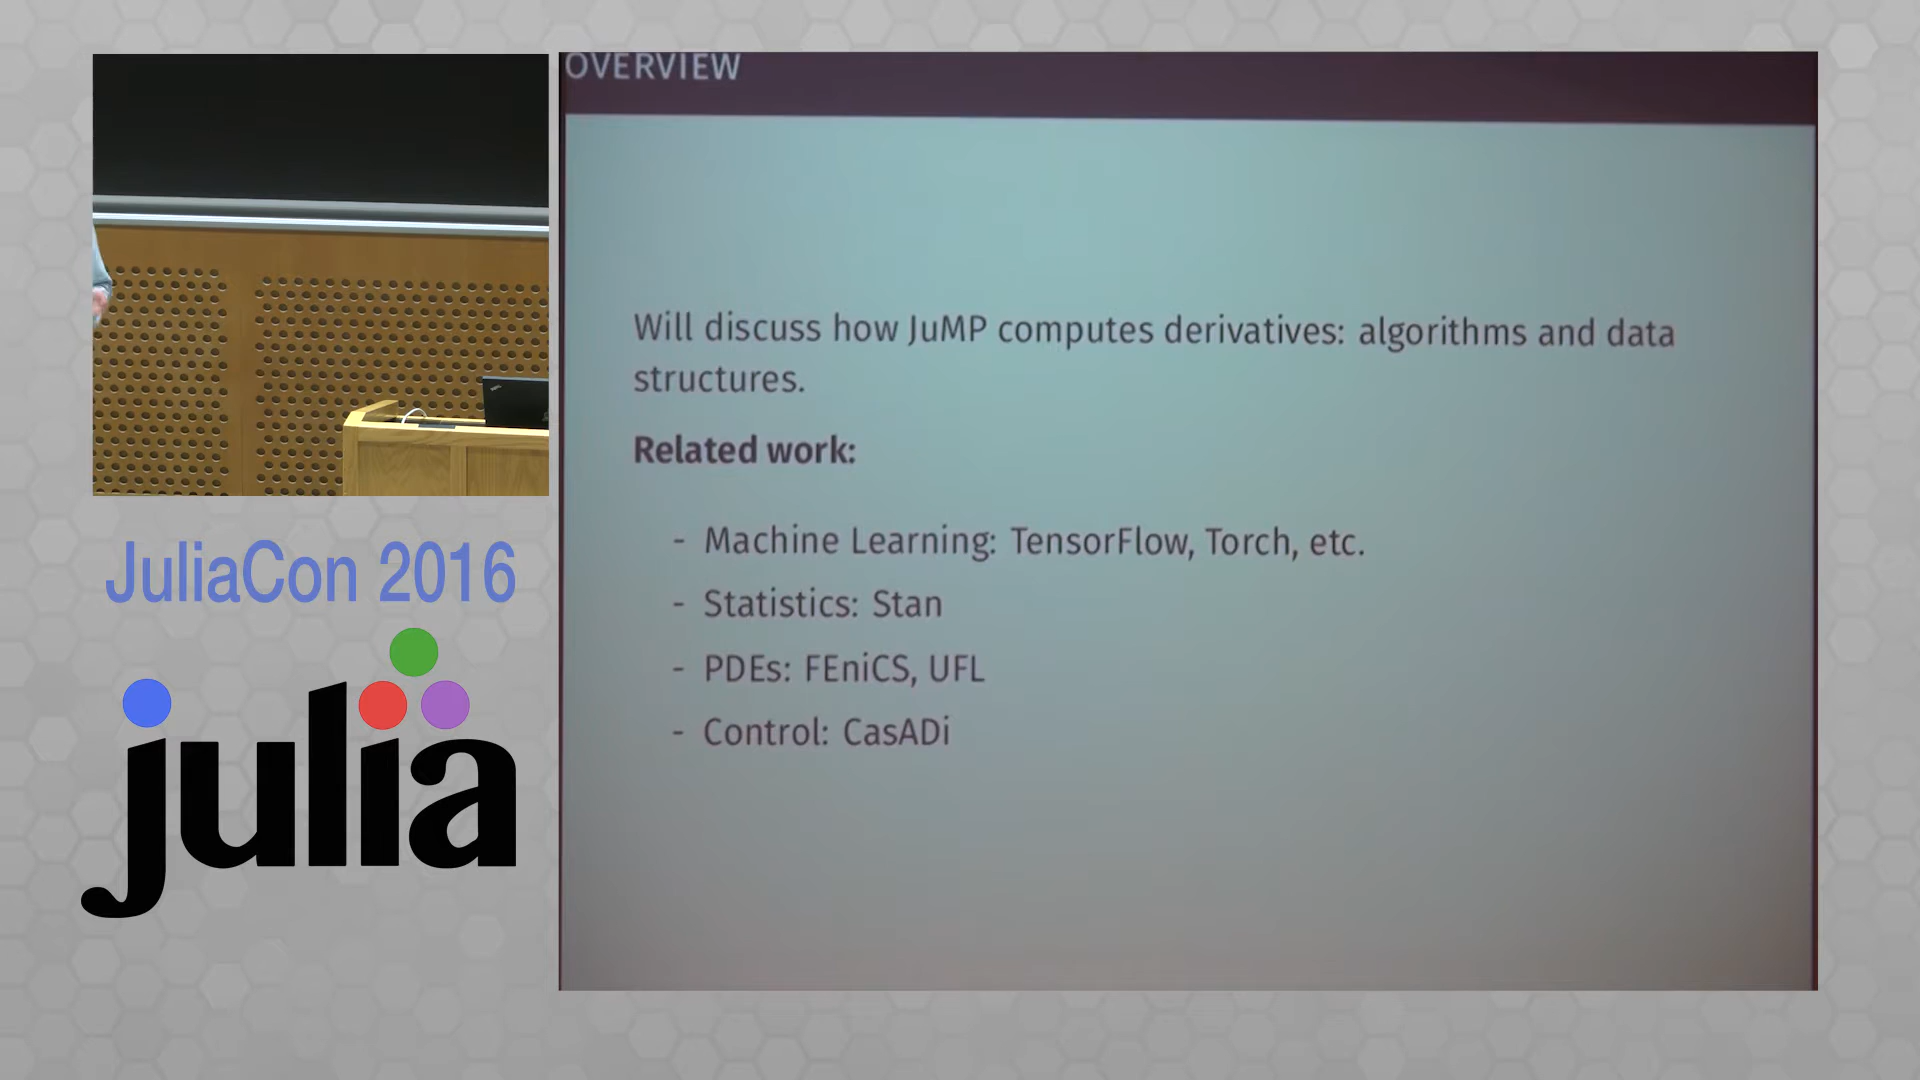 OVERVIEW
Will discuss how JuMP computes derivatives: algorithms and data
structures.
Related work:
- Machine Learning: TensorFlow, Torch, etc.
- Statistics: Stan
- PDEs: FEniCS, UFL
- Control: CasADi
JuliaCon 2016
julia